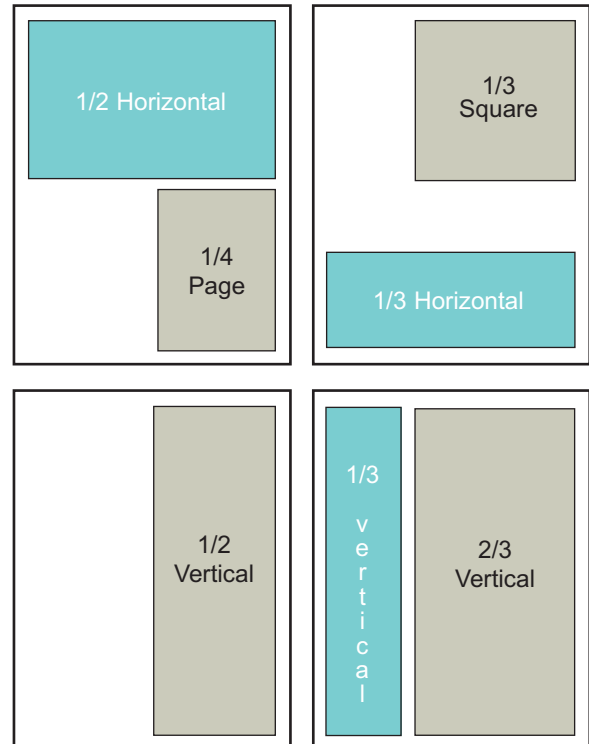 1/2 Horizontal
1/4
Page
1/3
Square
1/3 Horizontal
1/2
Vertical
1/3
v
e
r
t
i
c
a
l
2/3
Vertical